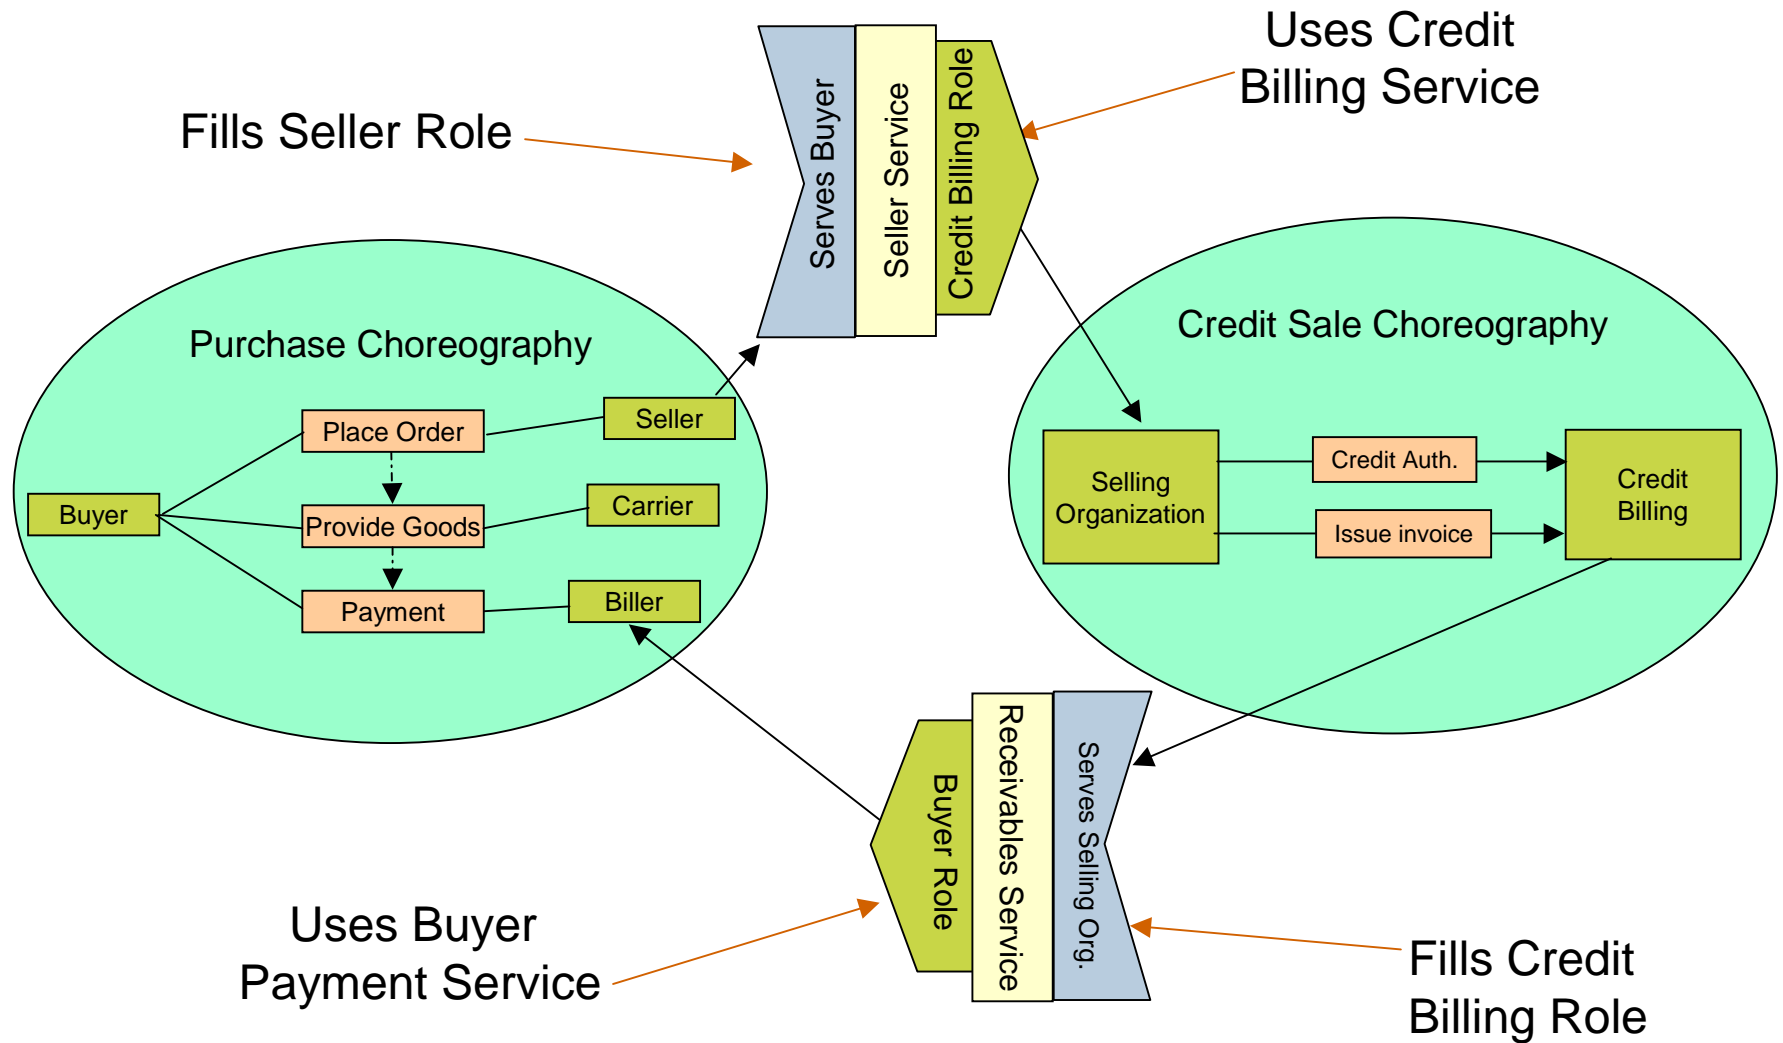 Uses Credit
Billing Service
Fills Seller Role
Serves Buyer
Seller Service
Credit Billing Role
Purchase Choreography
Place Order
Seller
Buyer
Provide Goods
Carrier
Payment
Biller
Credit Sale Choreography
Selling
Organization
Credit Auth.
Issue invoice
Credit
Billing
Buyer Role
Receivables Service
Serves Selling Org.
Uses Buyer
Payment Service
Fills Credit
Billing Role